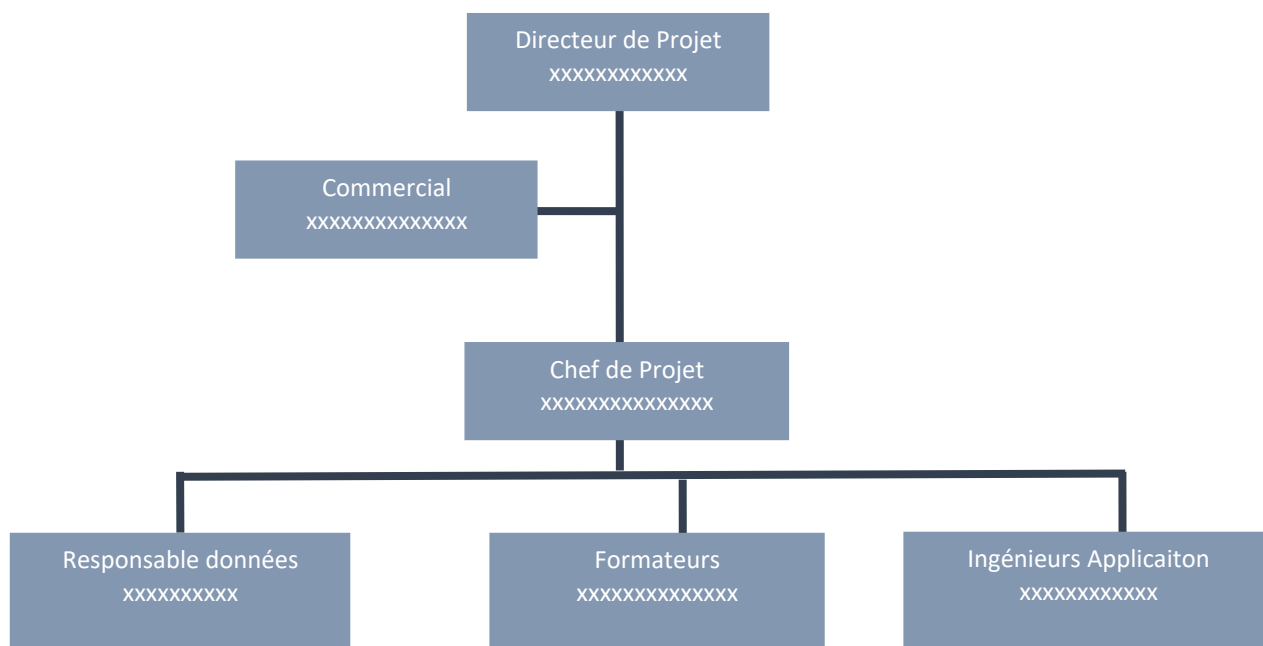 Directeur de Projet
xxxxxxxxxxxx
Commercial
xxxxxxxxxxxxxx
Chef de Projet
xxxxxxxxxxxxxxx
Responsable données
xxxxxxxxxx
Formateurs
xxxxxxxxxxxxxx
Ingénieurs Applicaiton
xxxxxxxxxxxx